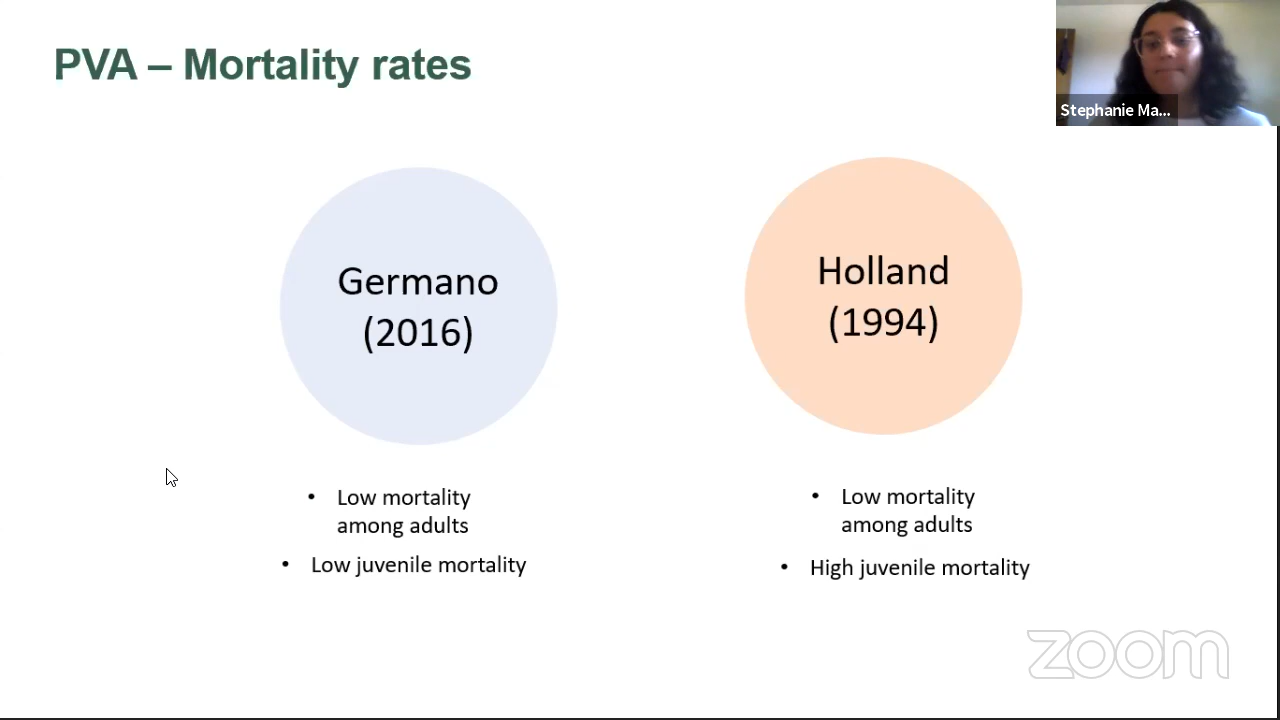 PVA – Mortality rates
Stephanie Ma...
Germano
(2016)
Holland
(1994)
• Low mortality
among adults
• Low juvenile mortality
• Low mortality
among adults
• High juvenile mortality
zoom